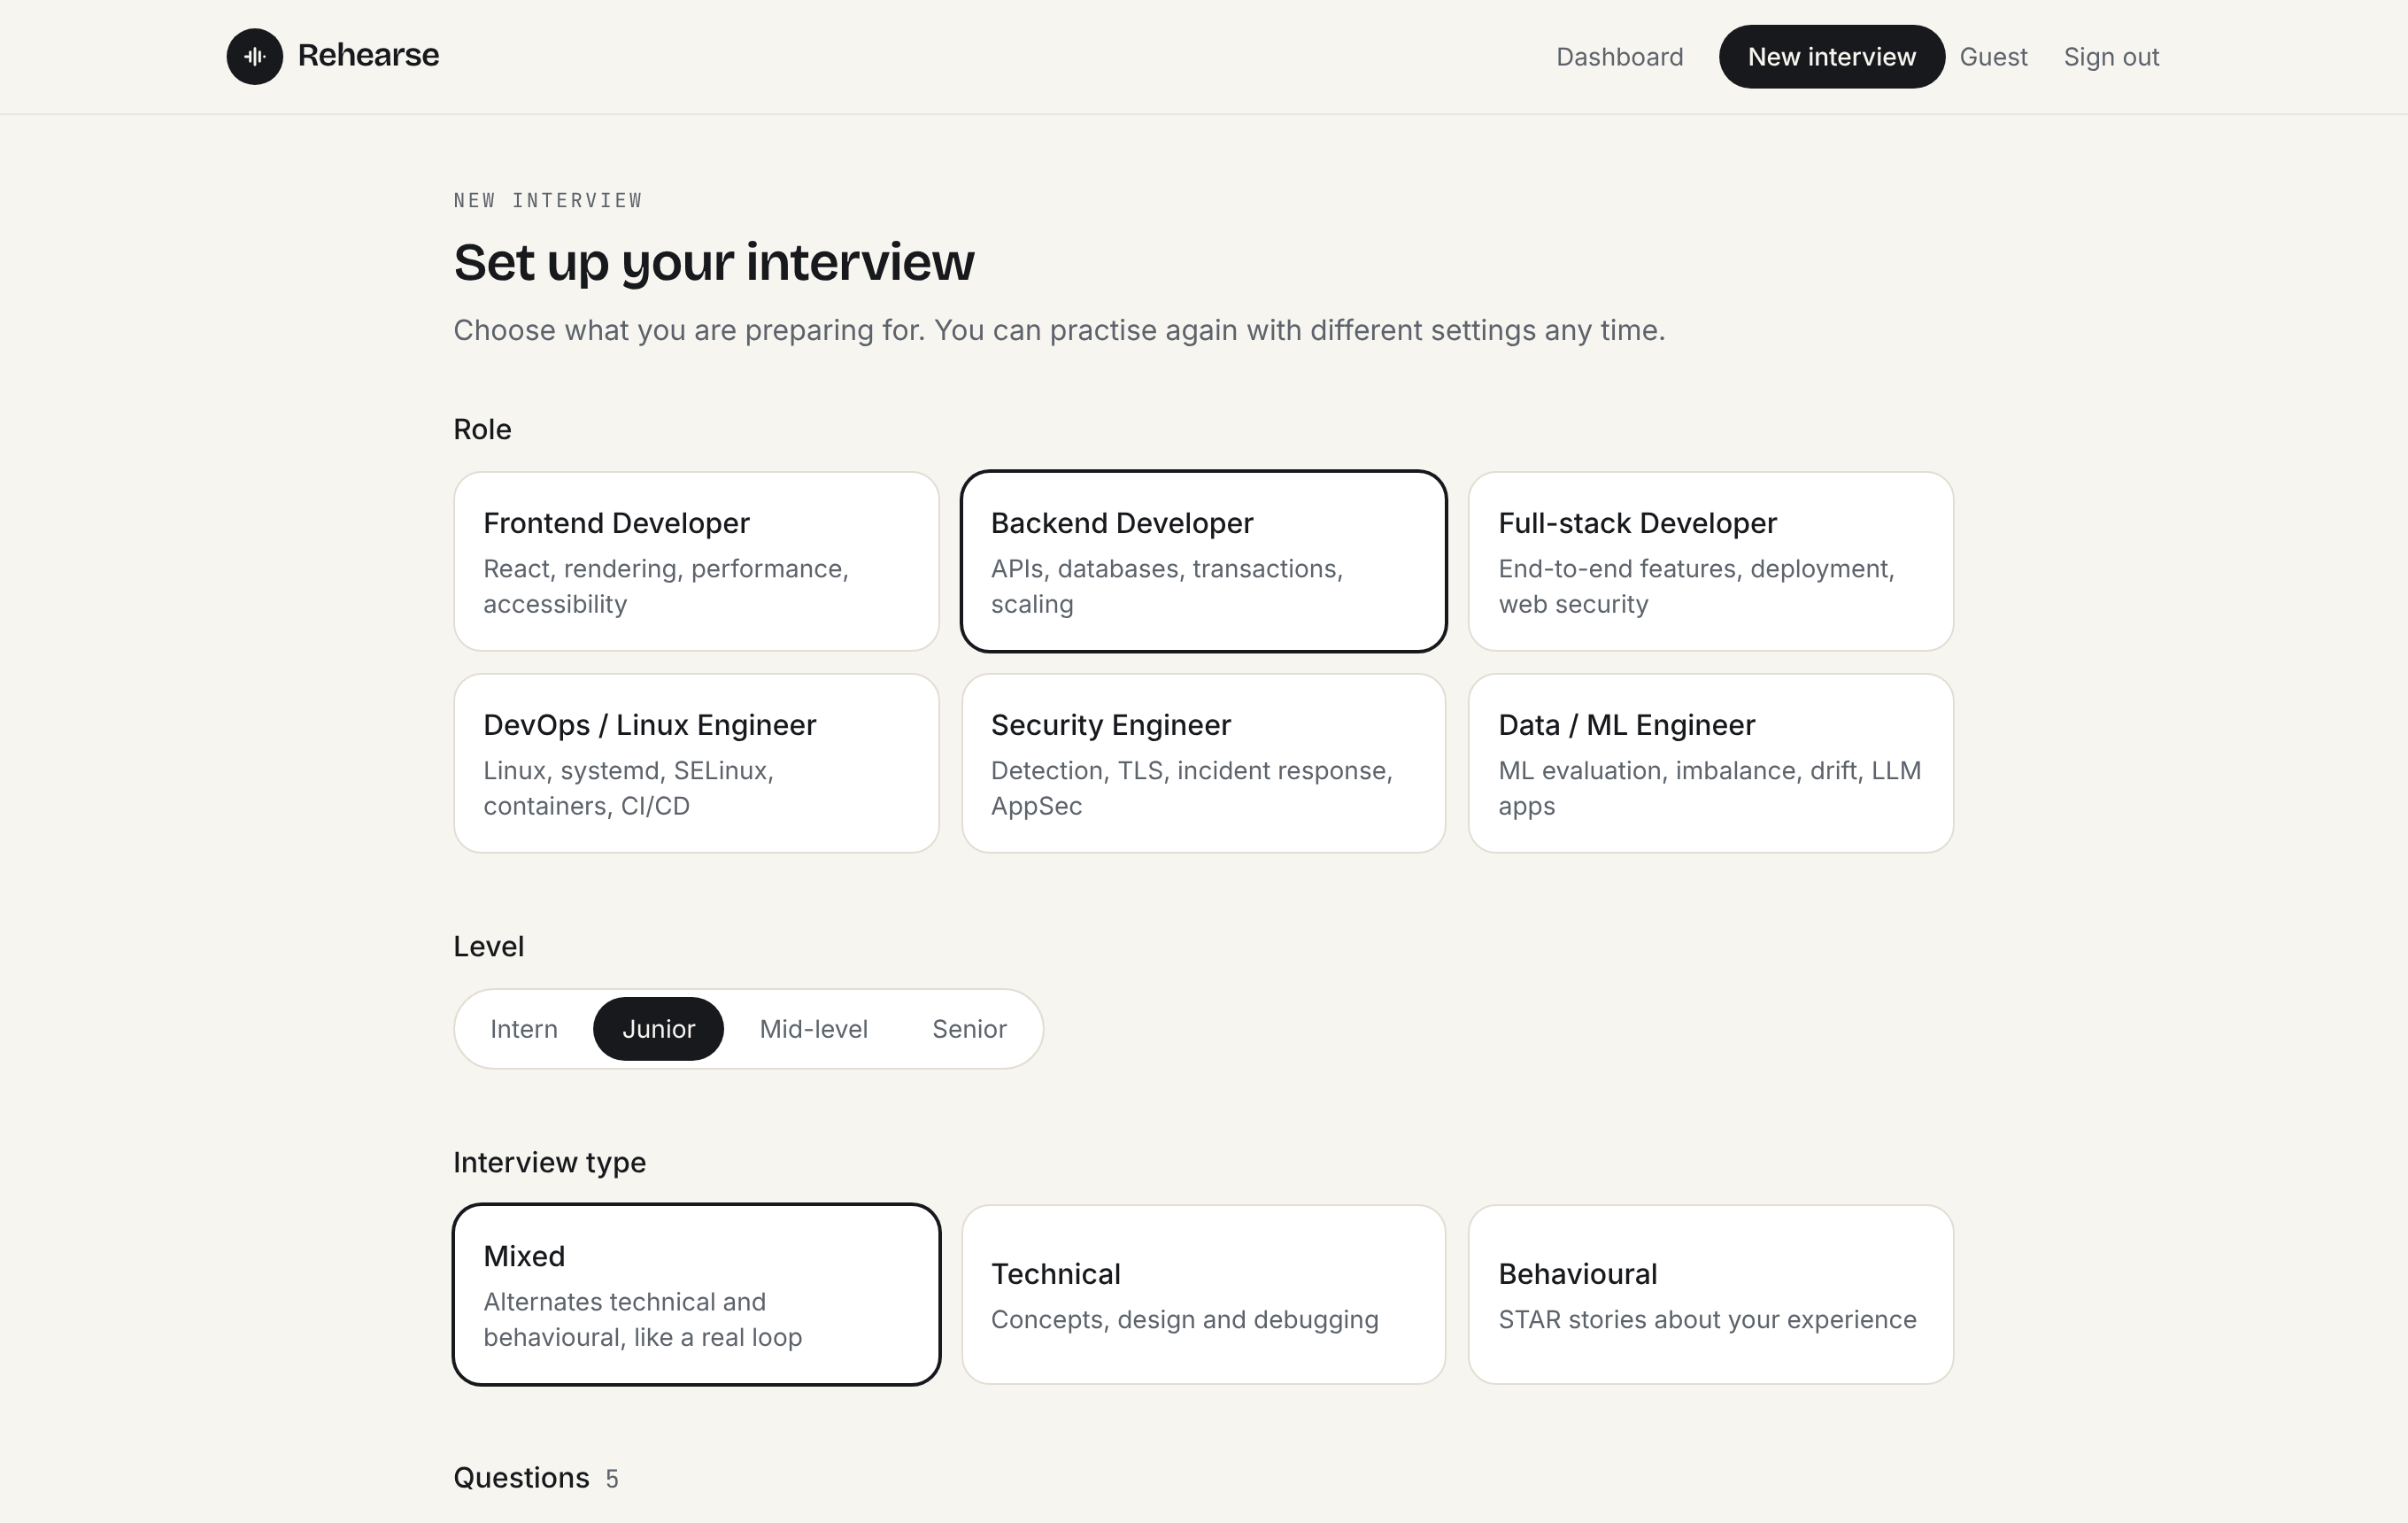 Rehearse
Dashboard
New interview
Guest
Sign out
NEW INTERVIEW
Set up your interview
Choose what you are preparing for. You can practise again with different settings any time.
Role
Frontend Developer
React, rendering, performance,
accessibility
Backend Developer
APIs, databases, transactions,
scaling
Full-stack Developer
End-to-end features, deployment,
web security
DevOps / Linux Engineer
Linux, systemd, SELinux,
containers, CI/CD
Security Engineer
Detection, TLS, incident response,
AppSec
Data / ML Engineer
ML evaluation, imbalance, drift, LLM
apps
Level
Intern
Junior
Mid-level
Senior
Interview type
Mixed
Alternates technical and
behavioural, like a real loop
Technical
Concepts, design and debugging
Behavioural
STAR stories about your experience
Questions 5